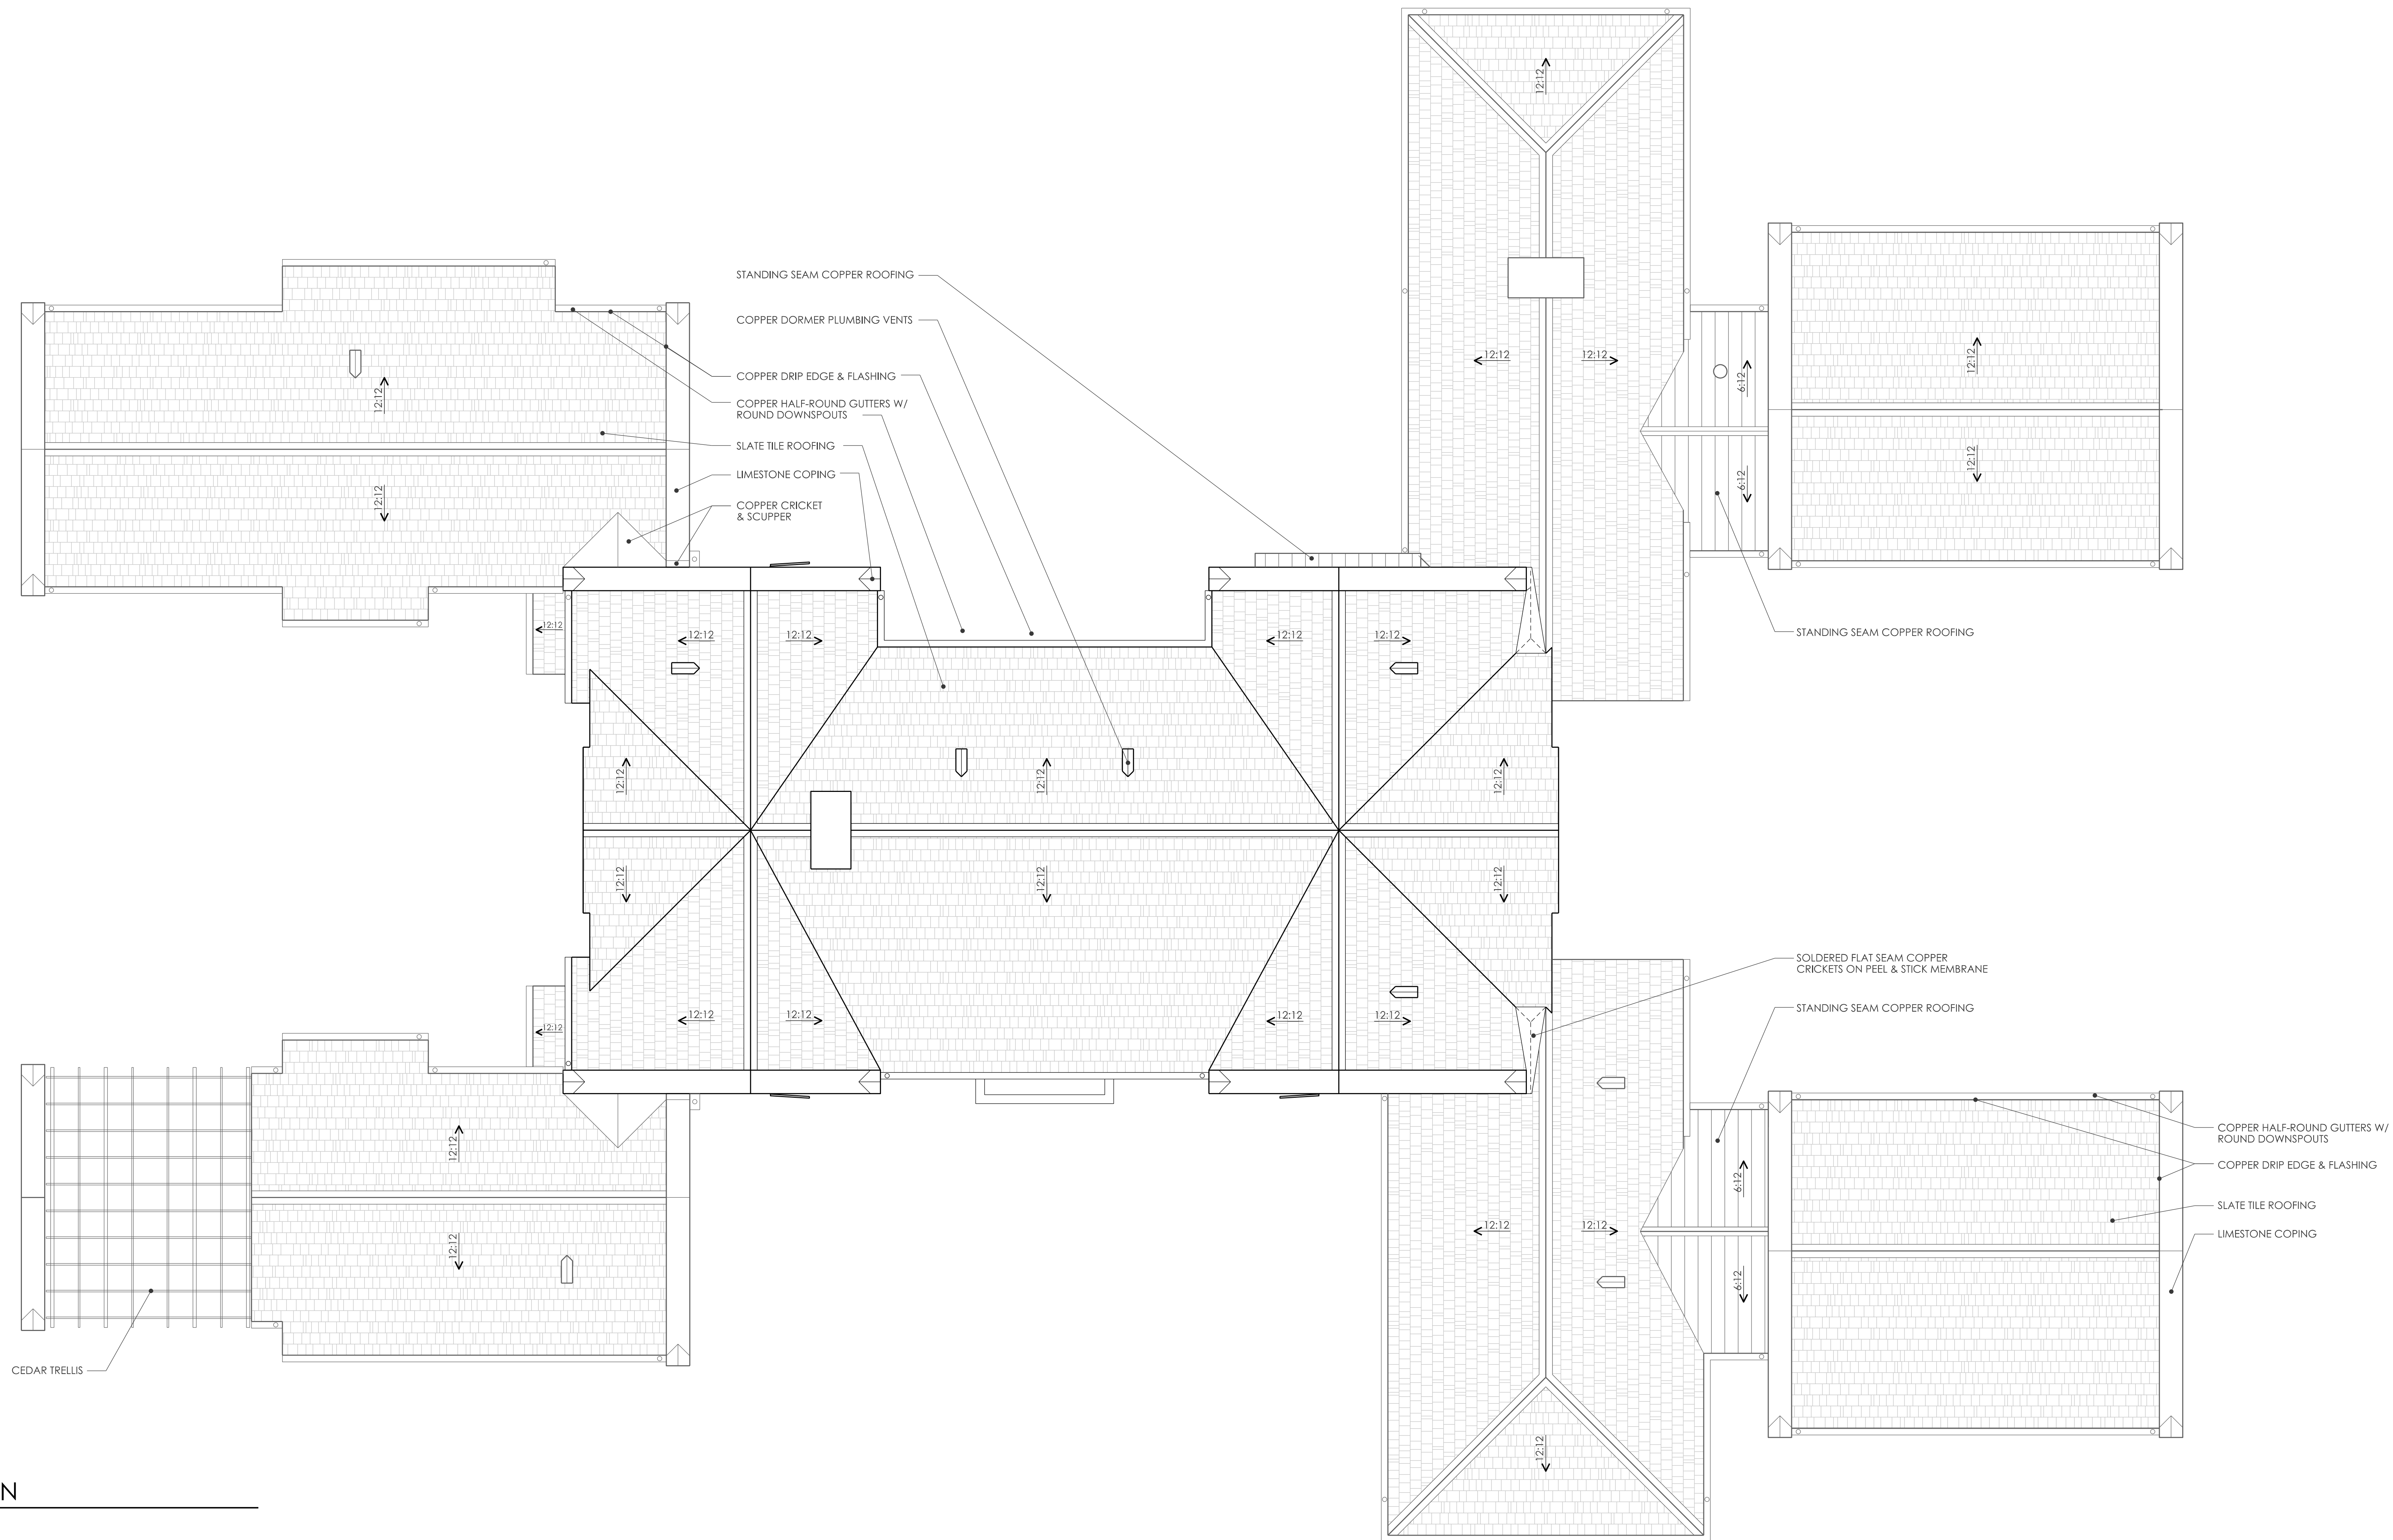 12:12
STANDING SEAM COPPER ROOFING
COPPER DORMER PLUMBING VENTS
COPPER DRIP EDGE & FLASHING
COPPER HALF-ROUND GUTTERS W/
ROUND DOWNSPOUTS
SLATE TILE ROOFING
LIMESTONE COPING
COPPER CRICKET
& SCUPPER
12:12
12:12
12:12
12:12
6:12
6:12
12:12
12:12
STANDING SEAM COPPER ROOFING
12:12
12:12
12:12
12:12
12:12
12:12
12:12
12:12
12:12
12:12
12:12
SOLDERED FLAT SEAM COPPER
CRICKETS ON PEEL & STICK MEMBRANE
STANDING SEAM COPPER ROOFING
12:12
12:12
12:12
12:12
12:12
COPPER HALF-ROUND GUTTERS W/
ROUND DOWNSPOUTS
COPPER DRIP EDGE & FLASHING
SLATE TILE ROOFING
LIMESTONE COPING
12:12
12:12
12:12
12:12
6:12
6:12
CEDAR TRELLIS
12:12
N